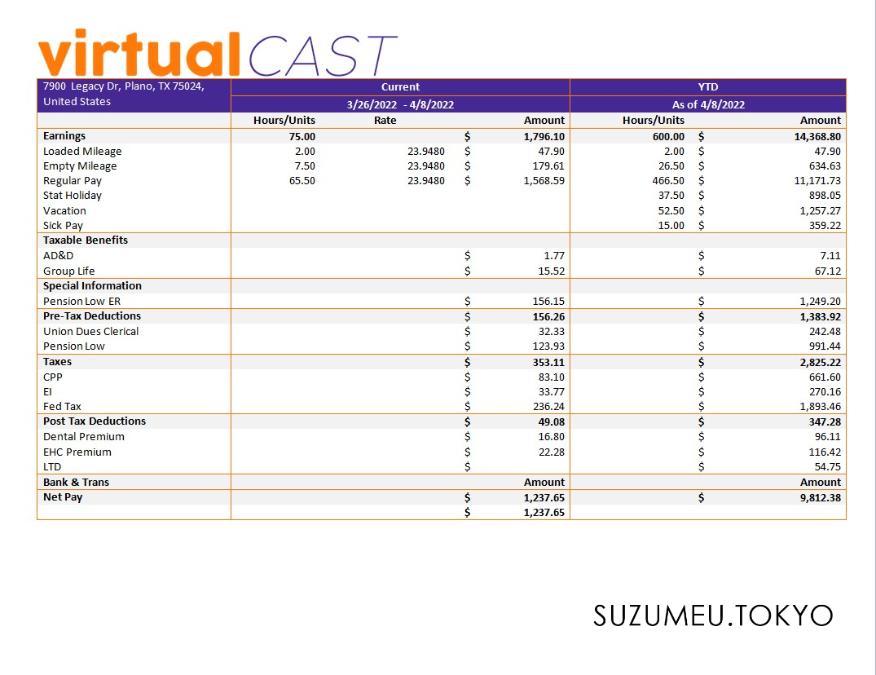 virtualCAST
7900 Legacy Dr, Plano, TX 75024, Current YTD
United States 3/26/2022 - 4/8/2022 As of 4/8/2022
Hours/Units Rate Amount Hours/Units Amount
Earnings 75.00 $ 1,796.10 600.00 $ 14,368.80
Loaded Mileage 2.00 23.9480 $ 47.90 2.00 $ 47.90
Empty Mileage 7.50 23.9480 $ 179.61 26.50 $ 634.63
Regular Pay 65.50 23.9480 $ 1,568.59 466.50 $ 11,171.73
Stat Holiday 37.50 $ 898.05
Vacation 52.50 $ 1,257.27
Sick Pay 15.00 $ 359.22
Taxable Benefits
AD&D $ 1.77 $ 7.11
Group Life $ 15.52 $ 67.12
Special Information
Pension Low ER $ 156.15 $ 1,249.20
Pre-Tax Deductions $ 156.26 $ 1,383.92
Union Dues Clerical $ 32.33 $ 242.48
Pension Low $ 123.93 $ 991.44
Taxes $ 353.11 $ 2,825.22
CPP $ 83.10 $ 661.60
EI $ 33.77 $ 270.16
Fed Tax $ 236.24 $ 1,893.46
Post Tax Deductions $ 49.08 $ 347.28
Dental Premium $ 16.80 $ 96.11
EHC Premium $ 22.28 $ 116.42
LTD $ $ 54.75
Bank & Trans Amount Amount
Net Pay $ 1,237.65 $ 9,812.38
$ 1,237.65
SUZUMEU.TOKYO